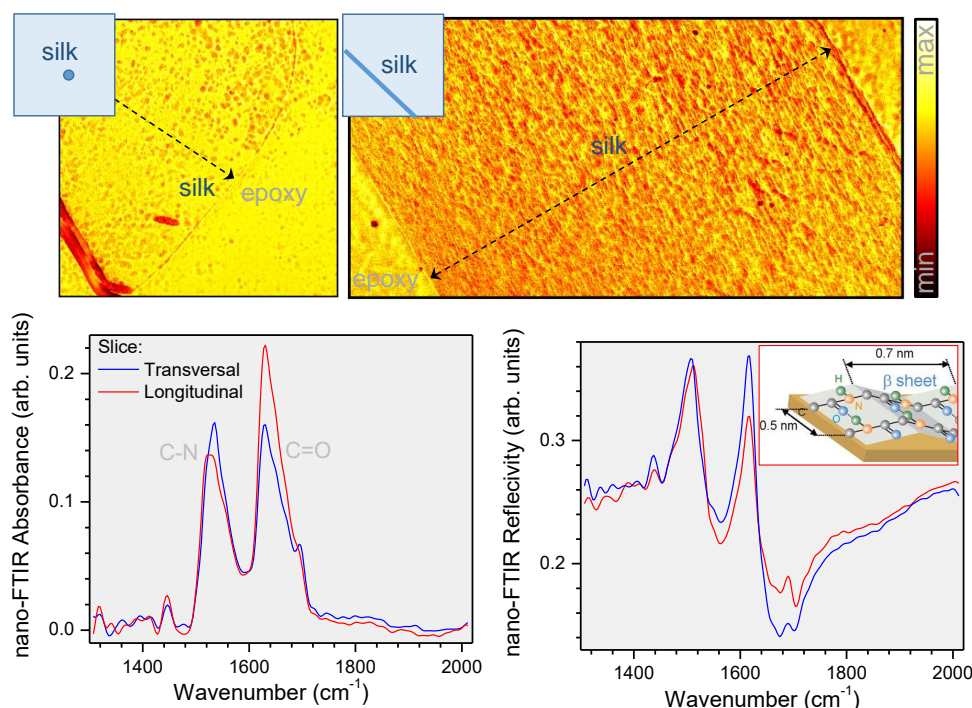 silk
silk
silk
epoxy
silk
epoxy
max
min
nano-FTIR Absorbance (arb. units)
0.2
0.1
0.0
Slice:
Transversal
Longitudinal
C-N
C=O
1400
1600
1800
2000
Wavenumber (cm-1)
nano-FTIR Reflecivity (arb. units)
0.3
0.2
0.7 nm
β sheet
H
N
C
O
0.5 nm
1400
1600
1800
2000
Wavenumber (cm-1)